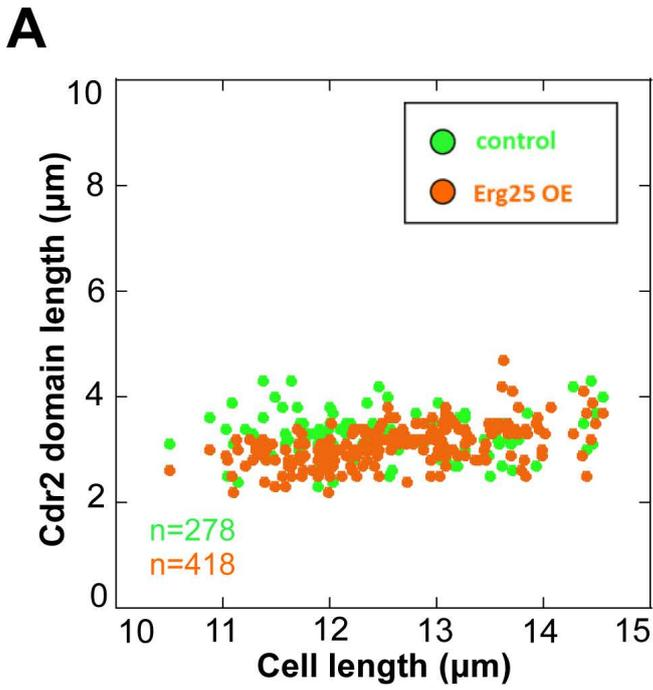 A
10
8
6
4
2
0
control
Erg25 OE
n=278
n=418
10 11 12 13 14 15
Cell length (µm)
Cdr2 domain length (µm)